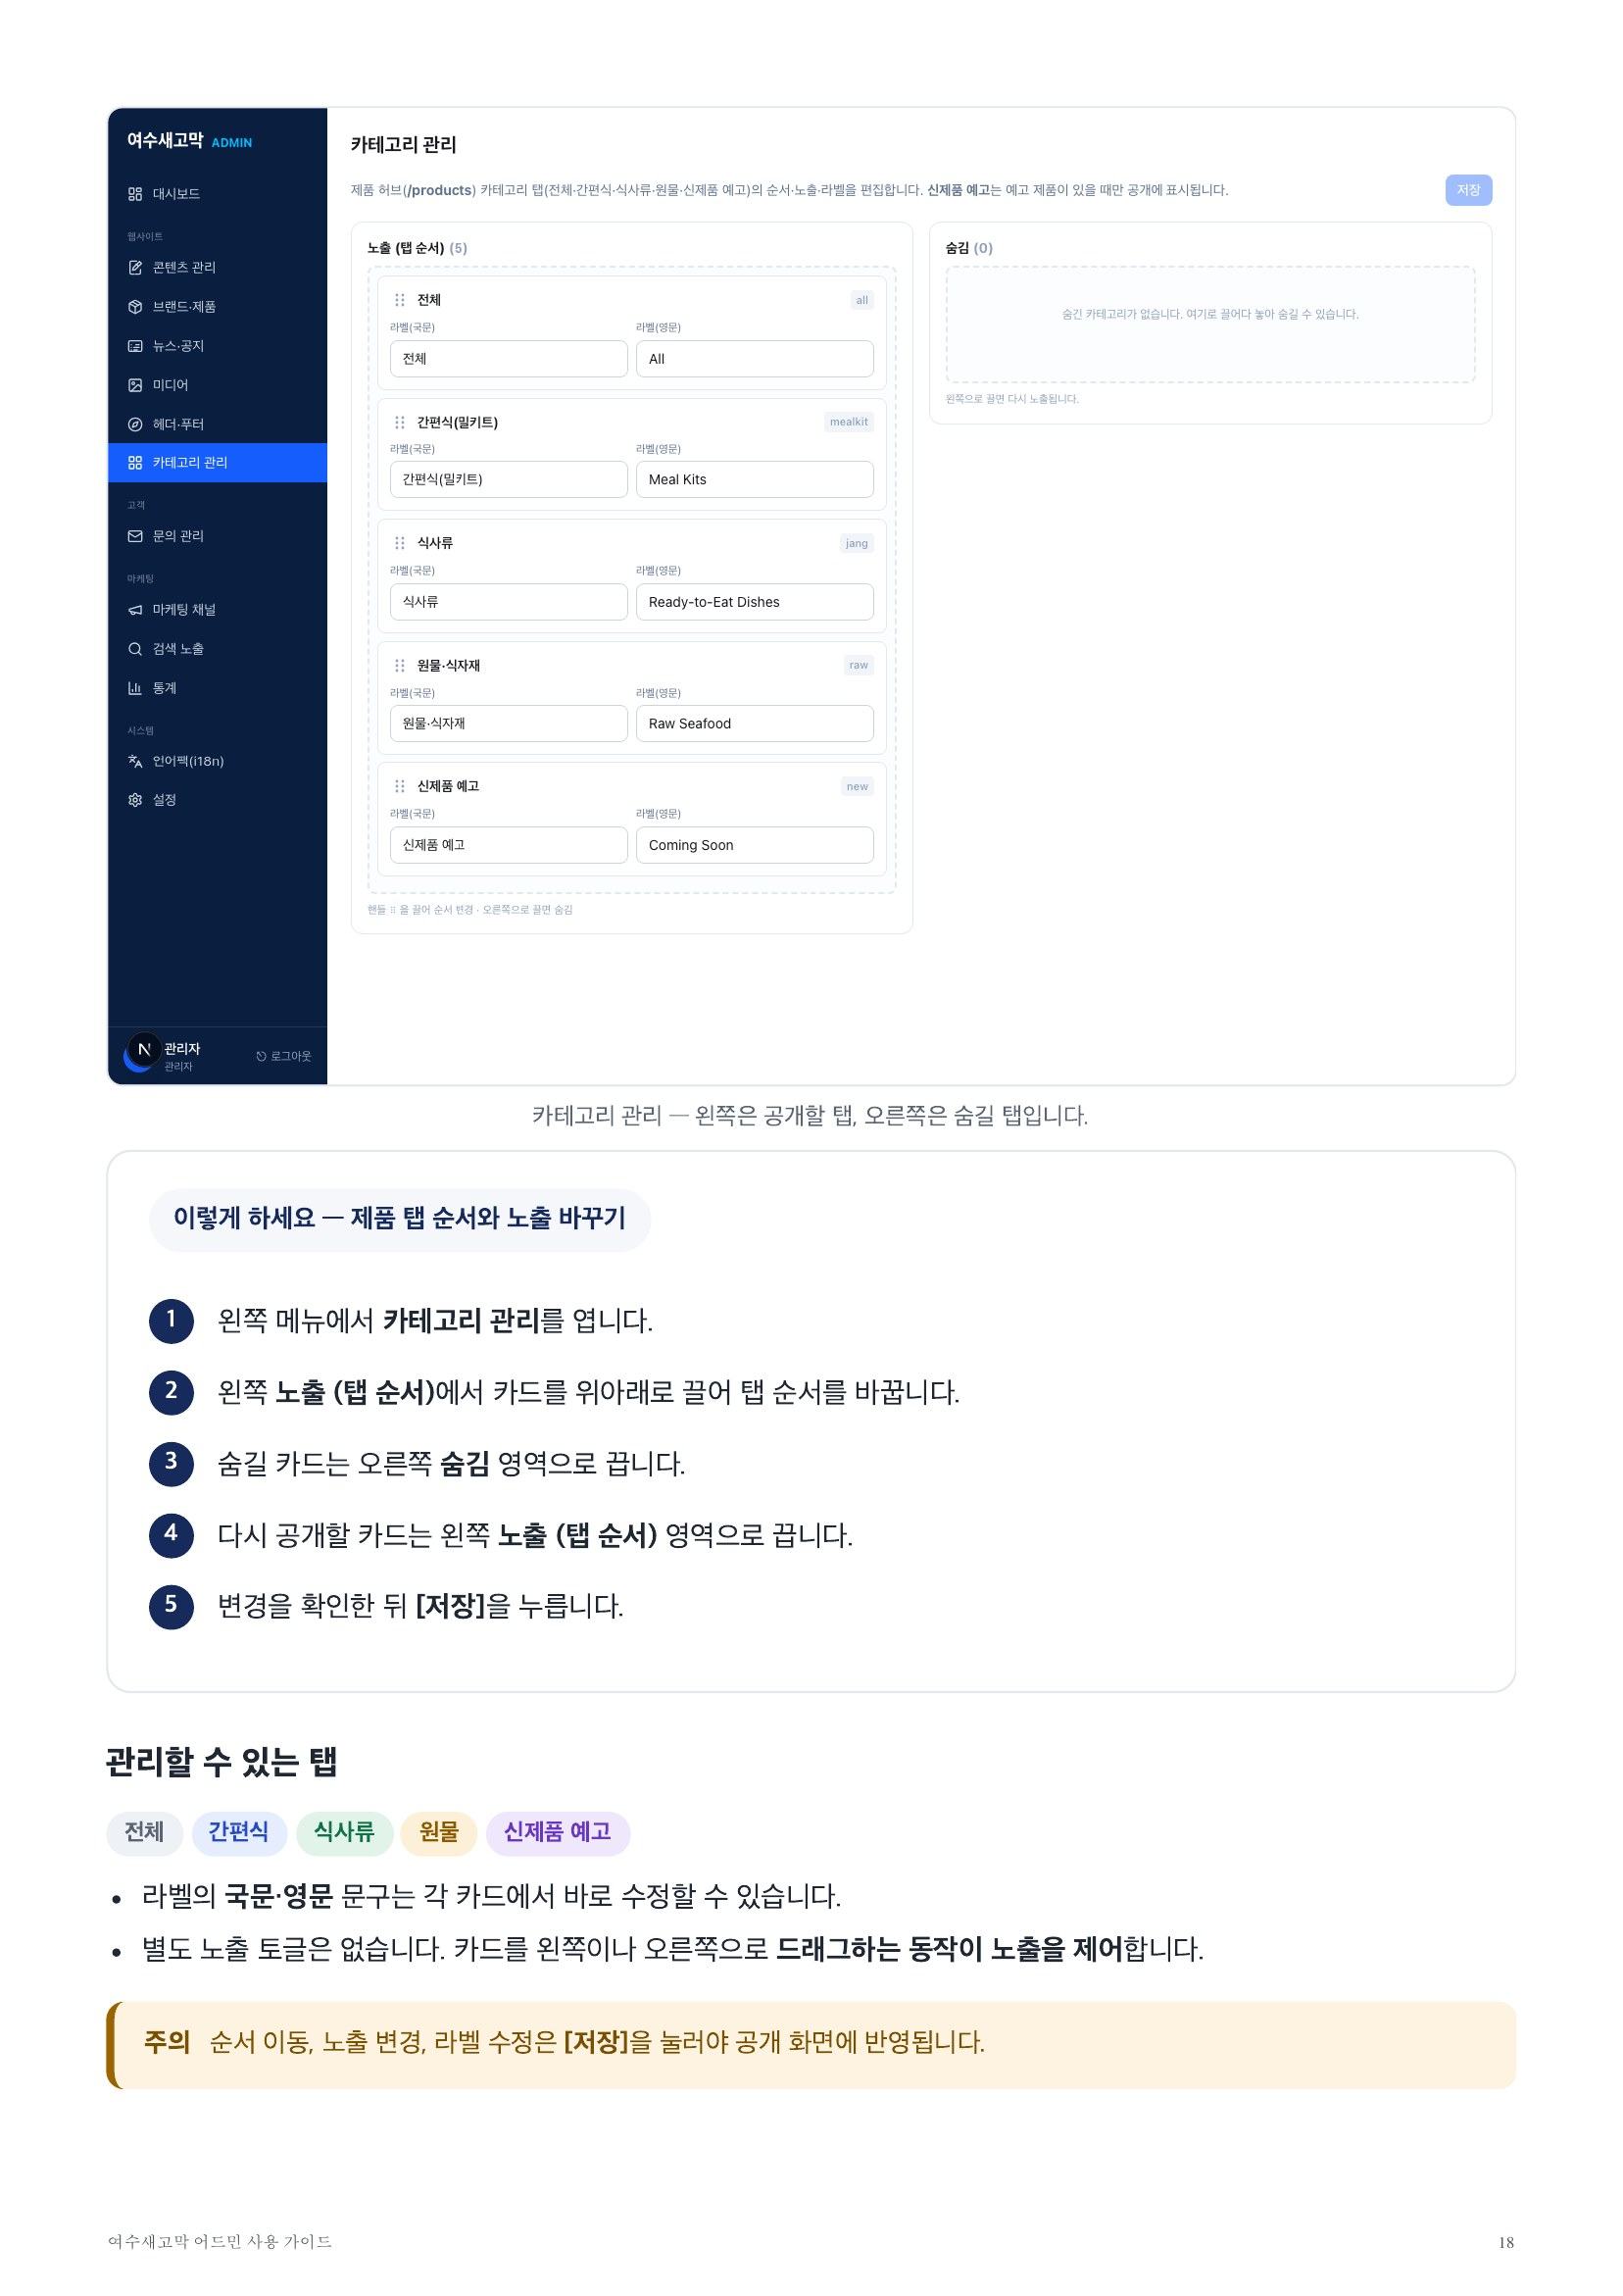 여수새고막 ADMIN
대시보드
웹사이트
콘텐츠 관리
브랜드·제품
뉴스·공지
미디어
헤더·푸터
카테고리 관리
고객
문의 관리
마케팅
마케팅 채널
검색 노출
통계
시스템
언어팩(i18n)
설정
N 관리자
관리자
로그아웃
카테고리 관리
제품 허브(/products) 카테고리 탭(전체·간편식·식사류·원물·신제품 예고)의 순서·노출·라벨을 편집합니다. 신제품 예고는 예고 제품이 있을 때만 공개에 표시됩니다.
저장
노출 (탭 순서) (5)
전체 all
라벨(국문) 라벨(영문)
전체 All
간편식(밀키트) mealkit
라벨(국문) 라벨(영문)
간편식(밀키트) Meal Kits
식사류 jang
라벨(국문) 라벨(영문)
식사류 Ready-to-Eat Dishes
원물·식자재 raw
라벨(국문) 라벨(영문)
원물·식자재 Raw Seafood
신제품 예고 new
라벨(국문) 라벨(영문)
신제품 예고 Coming Soon
핸들 ⠿ 을 끌어 순서 변경 · 오른쪽으로 끌면 숨김
숨김 (0)
숨긴 카테고리가 없습니다. 여기로 끌어다 놓아 숨길 수 있습니다.
왼쪽으로 끌면 다시 노출됩니다.
카테고리 관리 — 왼쪽은 공개할 탭, 오른쪽은 숨길 탭입니다.
이렇게 하세요 — 제품 탭 순서와 노출 바꾸기
1 왼쪽 메뉴에서 카테고리 관리를 엽니다.
2 왼쪽 노출 (탭 순서)에서 카드를 위아래로 끌어 탭 순서를 바꿉니다.
3 숨길 카드는 오른쪽 숨김 영역으로 끕니다.
4 다시 공개할 카드는 왼쪽 노출 (탭 순서) 영역으로 끕니다.
5 변경을 확인한 뒤 [저장]을 누릅니다.
관리할 수 있는 탭
전체 간편식 식사류 원물 신제품 예고
• 라벨의 국문·영문 문구는 각 카드에서 바로 수정할 수 있습니다.
• 별도 노출 토글은 없습니다. 카드를 왼쪽이나 오른쪽으로 드래그하는 동작이 노출을 제어합니다.
주의 순서 이동, 노출 변경, 라벨 수정은 [저장]을 눌러야 공개 화면에 반영됩니다.
여수새고막 어드민 사용 가이드 18